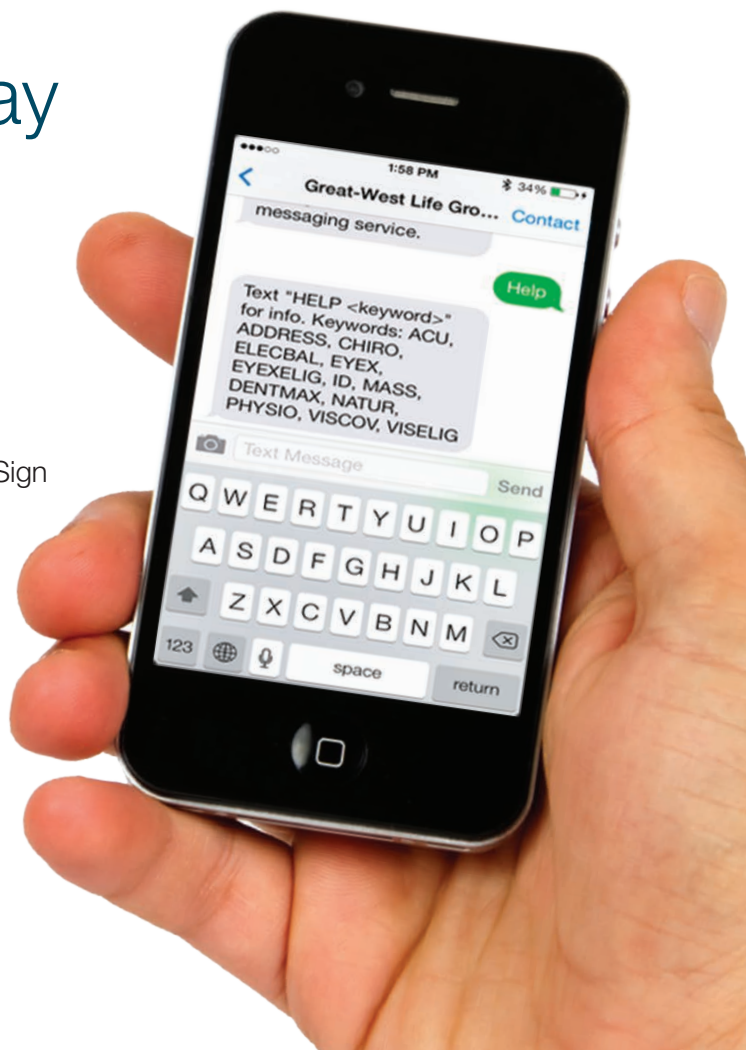 ay
1:58 PM
34%
Great-West Life Gro... Contact
messaging service.
Help
Text "HELP <keyword>"
for info. Keywords: ACU,
ADDRESS, CHIRO,
ELECBAL, EYEX,
EYEXELIG, ID, MASS,
DENTMAX, NATUR,
PHYSIO, VISCOV, VISELIG
Sign
Text Message
Send
Q W E R T Y U I O P
A S D F G H J K L
Z X C V B N M
123
space
return